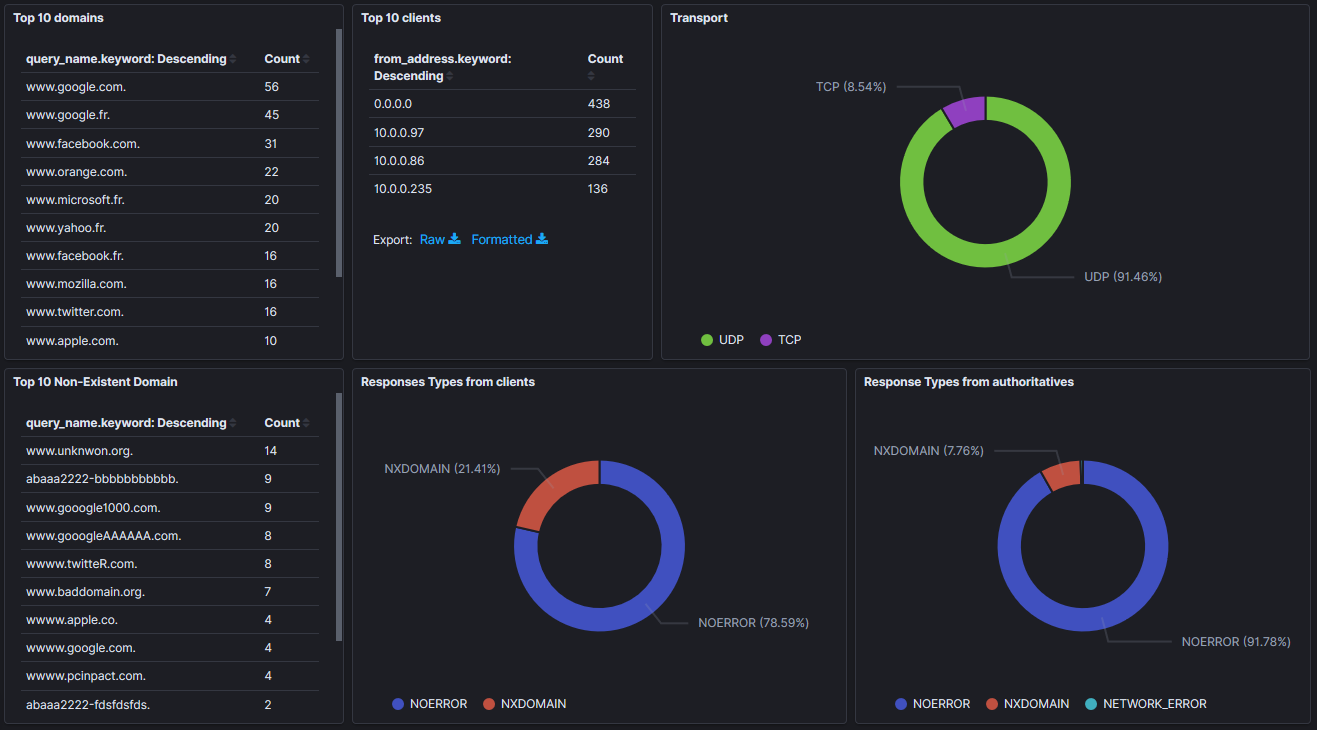 Top 10 domains
query_name.keyword: Descending Count
www.google.com. 56
www.google.fr. 45
www.facebook.com. 31
www.orange.com. 22
www.microsoft.fr. 20
www.yahoo.fr. 20
www.facebook.fr. 16
www.mozilla.com. 16
www.twitter.com. 16
www.apple.com. 10
Top 10 clients
from_address.keyword: Count
Descending
0.0.0.0 438
10.0.0.97 290
10.0.0.86 284
10.0.0.235 136
Export: Raw Formatted
Transport
TCP (8.54%)
UDP (91.46%)
UDP TCP
Top 10 Non-Existent Domain
query_name.keyword: Descending Count
www.unknwon.org. 14
abaaa2222-bbbbbbbbbbb. 9
www.gooogle1000.com. 9
www.gooogleAAAAAA.com. 8
wwww.twitteR.com. 8
www.baddomain.org. 7
wwww.apple.co. 4
wwww.google.com. 4
wwww.pcinpact.com. 4
abaaa2222-fdsfdsfds. 2
Responses Types from clients
NXDOMAIN (21.41%)
NOERROR (78.59%)
NOERROR NXDOMAIN
Response Types from authoritatives
NXDOMAIN (7.76%)
NOERROR (91.78%)
NOERROR NXDOMAIN NETWORK_ERROR